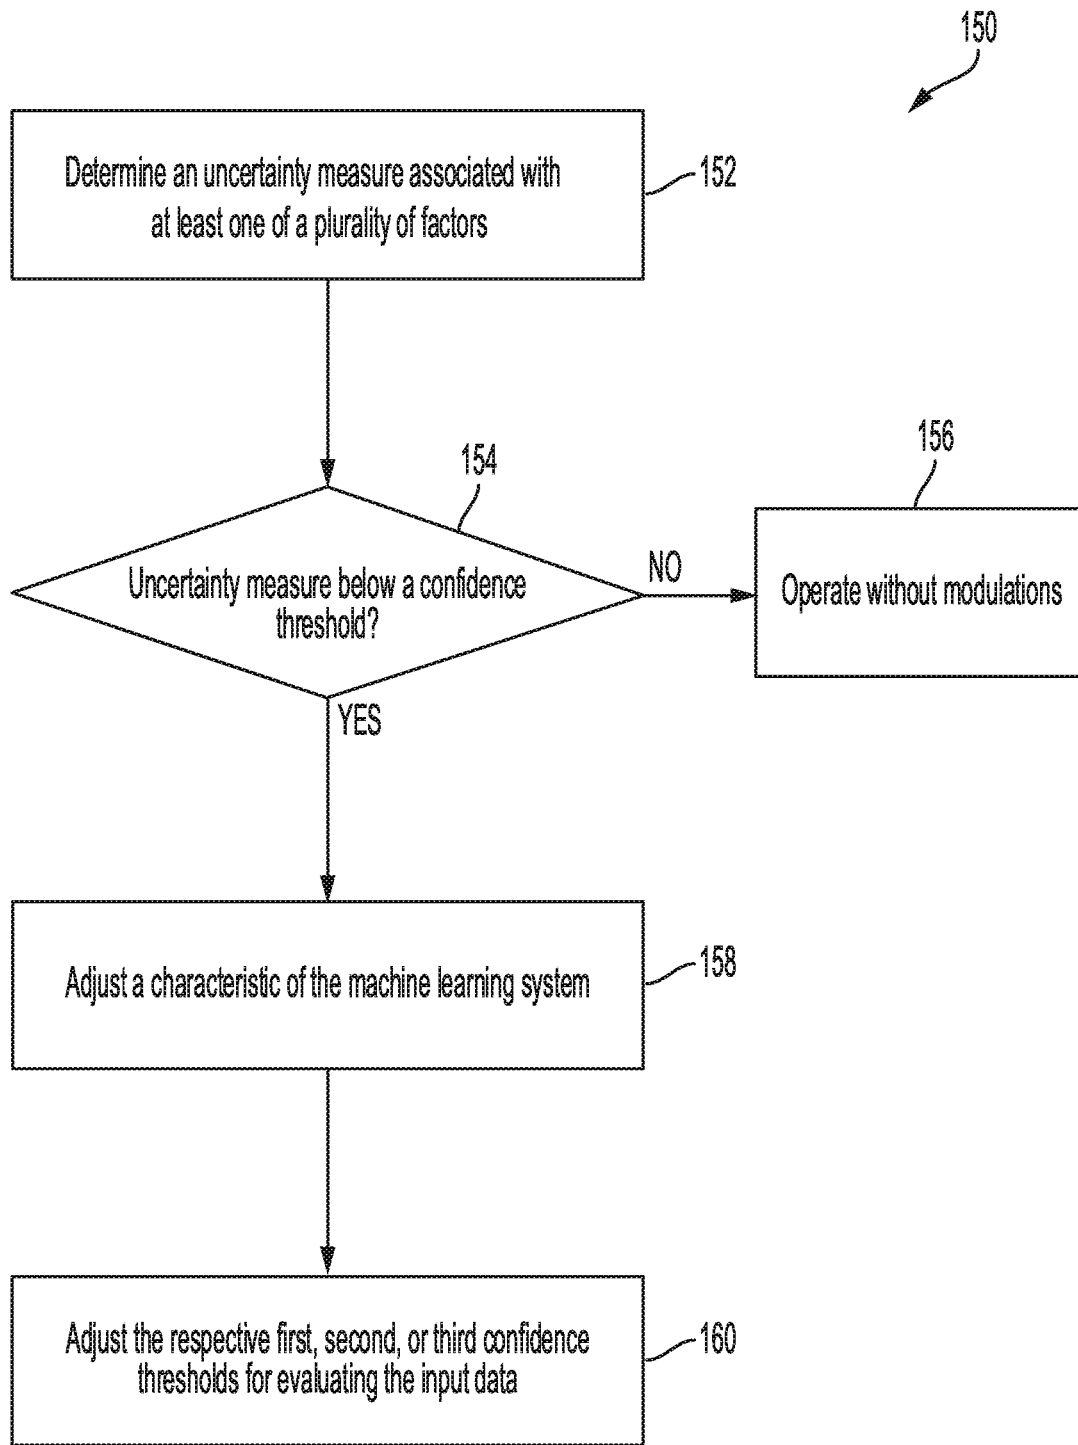 150
Determine an uncertainty measure associated with
at least one of a plurality of factors
152
154
156
Uncertainty measure below a confidence
threshold?
NO
Operate without modulations
YES
Adjust a characteristic of the machine learning system
158
Adjust the respective first, second, or third confidence
thresholds for evaluating the input data
160